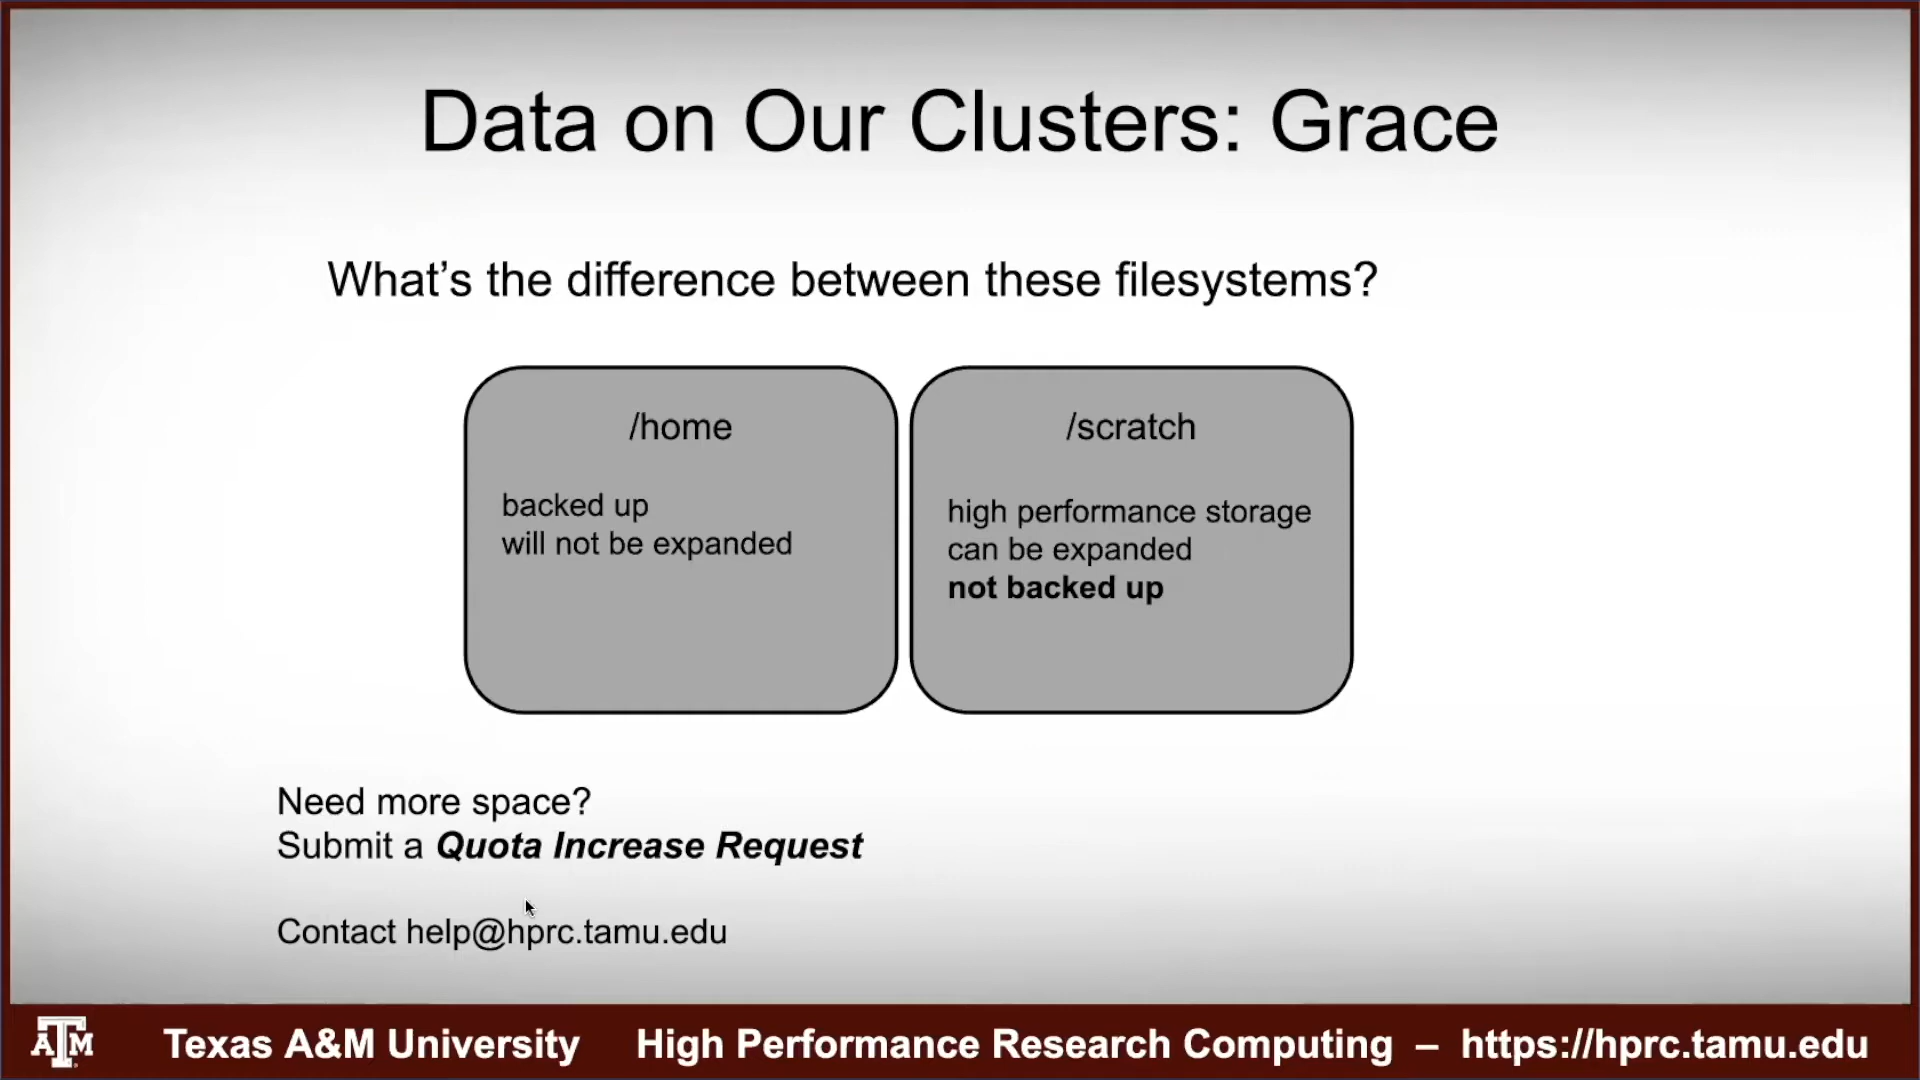 Data on Our Clusters: Grace
What’s the difference between these filesystems?
/home
backed up
will not be expanded
/scratch
high performance storage
can be expanded
not backed up
Need more space?
Submit a Quota Increase Request
Contact help@hprc.tamu.edu
ATM Texas A&M University High Performance Research Computing – https://hprc.tamu.edu